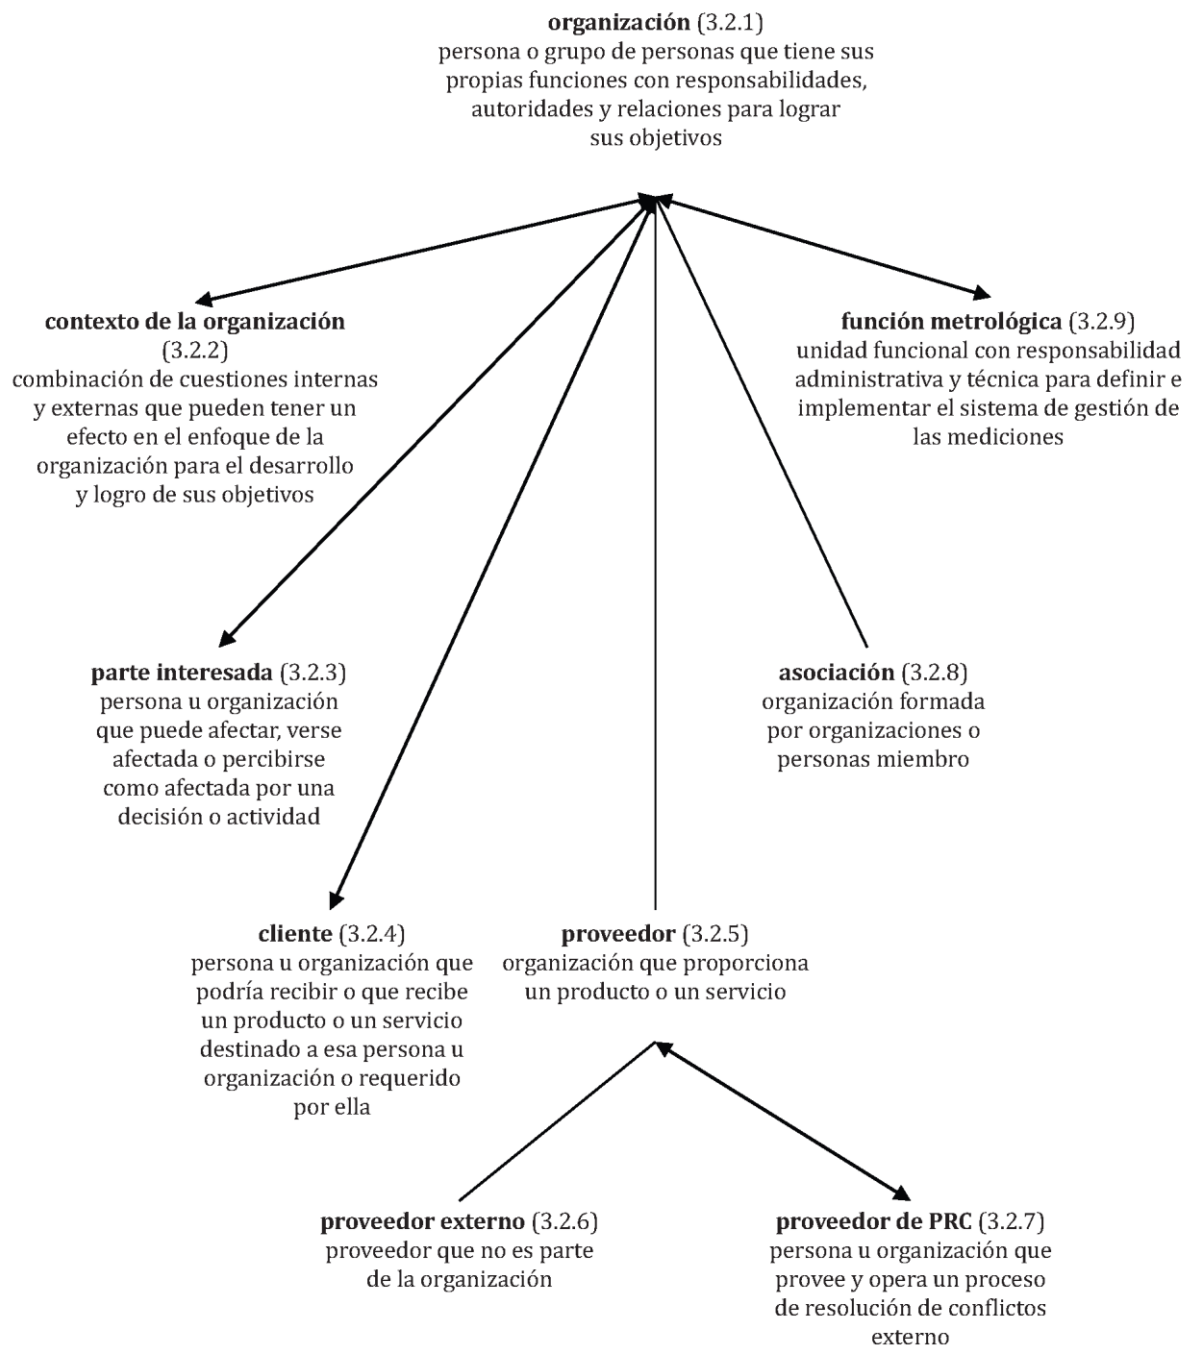 organización (3.2.1)
persona o grupo de personas que tiene sus
propias funciones con responsabilidades,
autoridades y relaciones para lograr
sus objetivos
contexto de la organización
(3.2.2)
combinación de cuestiones internas
y externas que pueden tener un
efecto en el enfoque de la
organización para el desarrollo
y logro de sus objetivos
función metrológica (3.2.9)
unidad funcional con responsabilidad
administrativa y técnica para definir e
implementar el sistema de gestión de
las mediciones
parte interesada (3.2.3)
persona u organización
que puede afectar, verse
afectada o percibirse
como afectada por una
decisión o actividad
asociación (3.2.8)
organización formada
por organizaciones o
personas miembro
cliente (3.2.4)
persona u organización que
podría recibir o que recibe
un producto o un servicio
destinado a esa persona u
organización o requerido
por ella
proveedor (3.2.5)
organización que proporciona
un producto o un servicio
proveedor externo (3.2.6)
proveedor que no es parte
de la organización
proveedor de PRC (3.2.7)
persona u organización que
provee y opera un proceso
de resolución de conflictos
externo